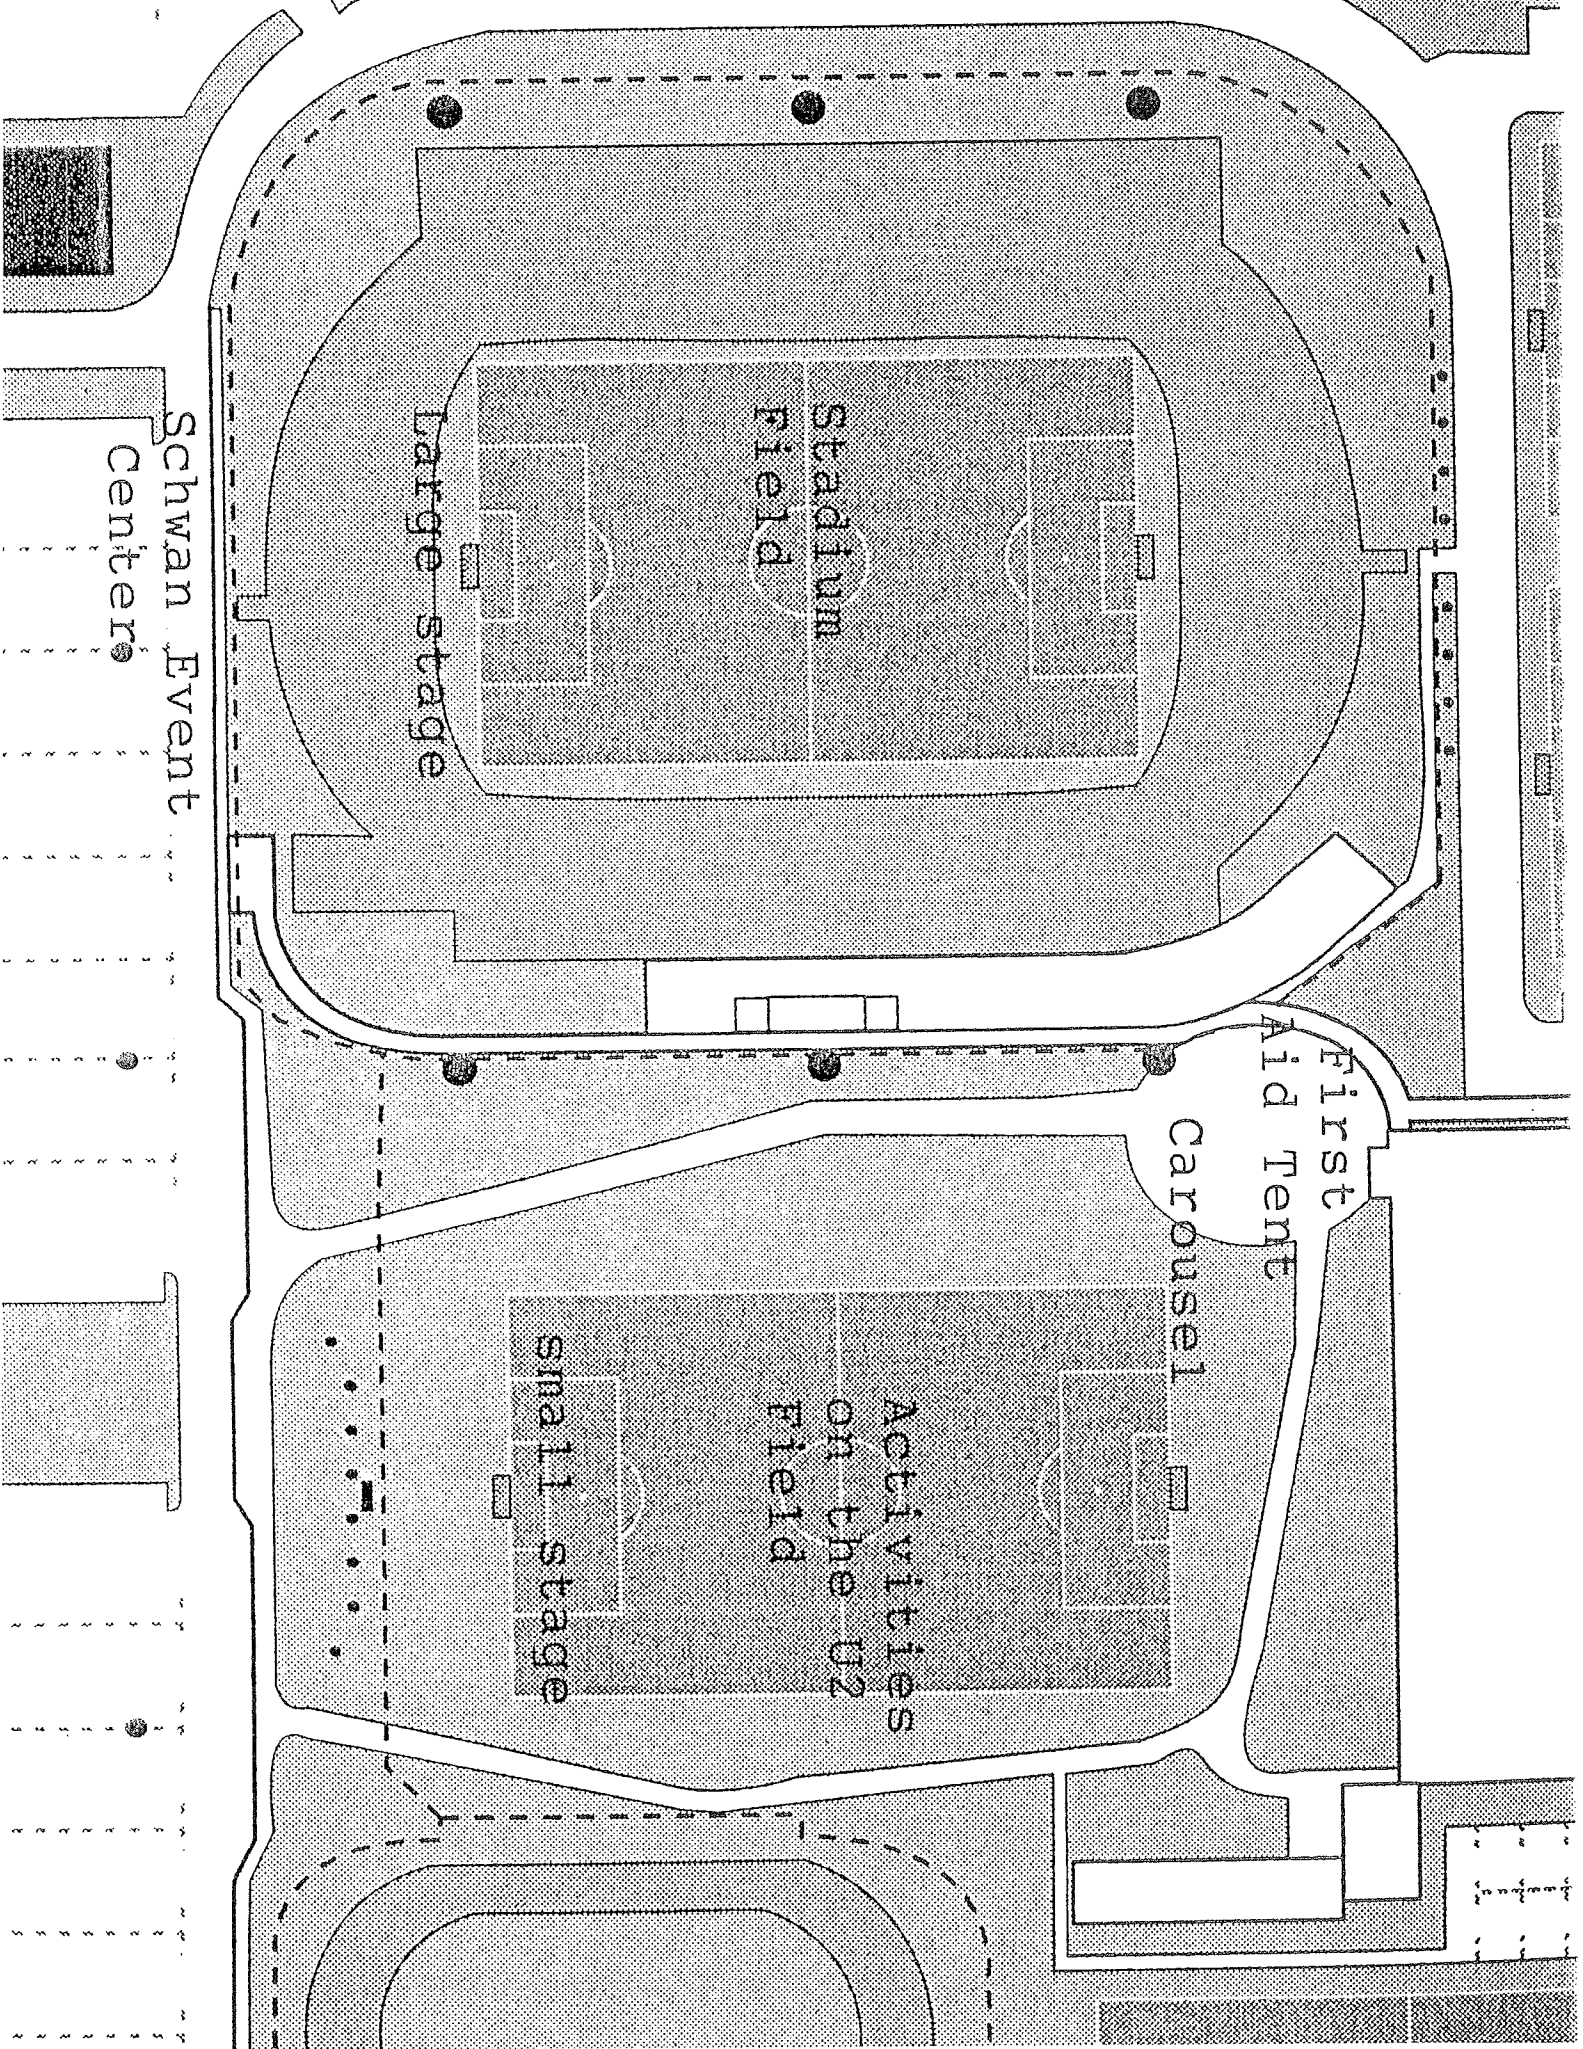 First
Aid Tent
Carousel
Stadium
Field
Large stage
Schwan Event
Center
Activities
on the U2
Field
small stage